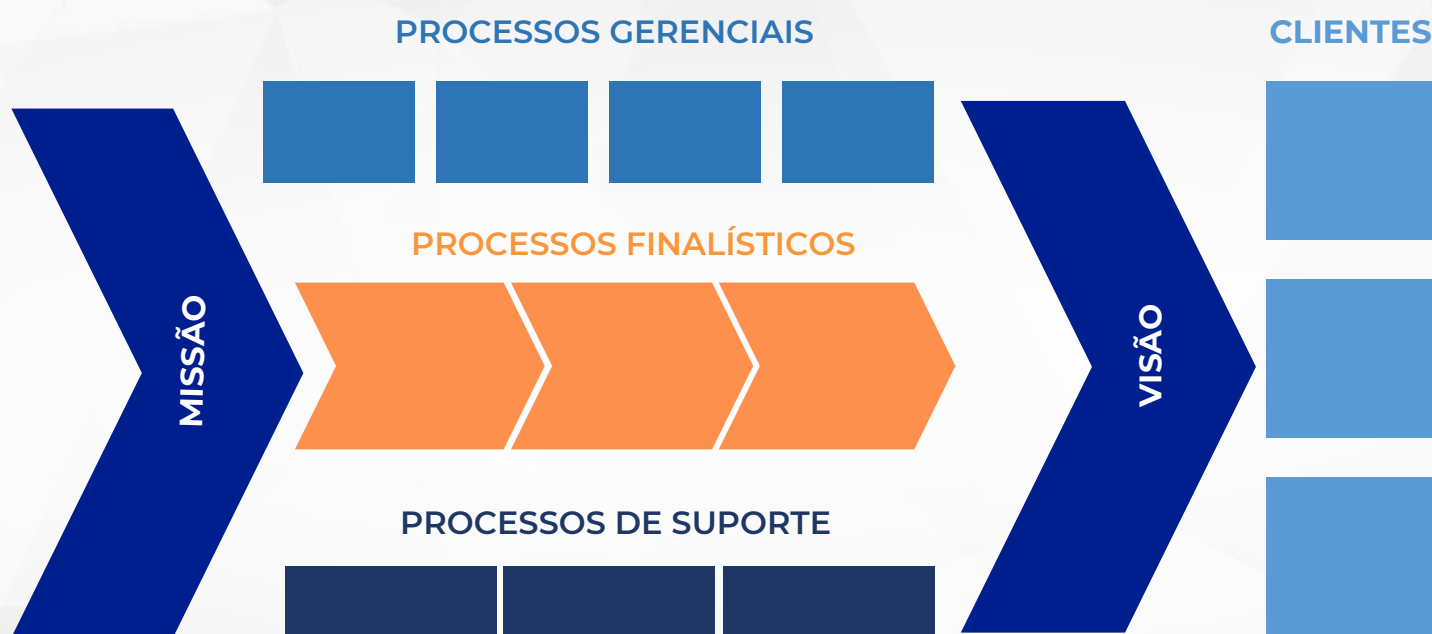 PROCESSOS GERENCIAIS
CLIENTES
PROCESSOS FINALÍSTICOS
MISSÃO
VISÃO
PROCESSOS DE SUPORTE